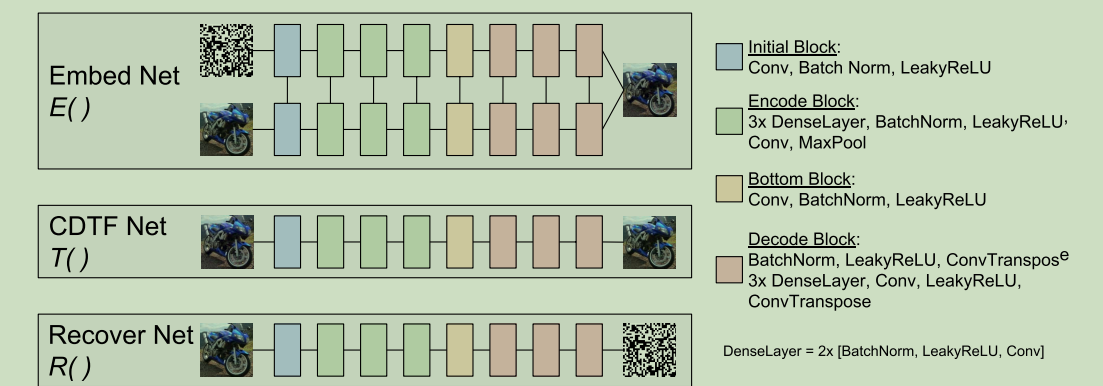 Embed Net
E( )
CDTF Net
T( )
Recover Net
R( )
Initial Block:
Conv, Batch Norm, LeakyReLU
Encode Block:
3x DenseLayer, BatchNorm, LeakyReLU,
Conv, MaxPool
Bottom Block:
Conv, BatchNorm, LeakyReLU
Decode Block:
BatchNorm, LeakyReLU, ConvTranspose
3x DenseLayer, Conv, LeakyReLU,
ConvTranspose
DenseLayer = 2x [BatchNorm, LeakyReLU, Conv]